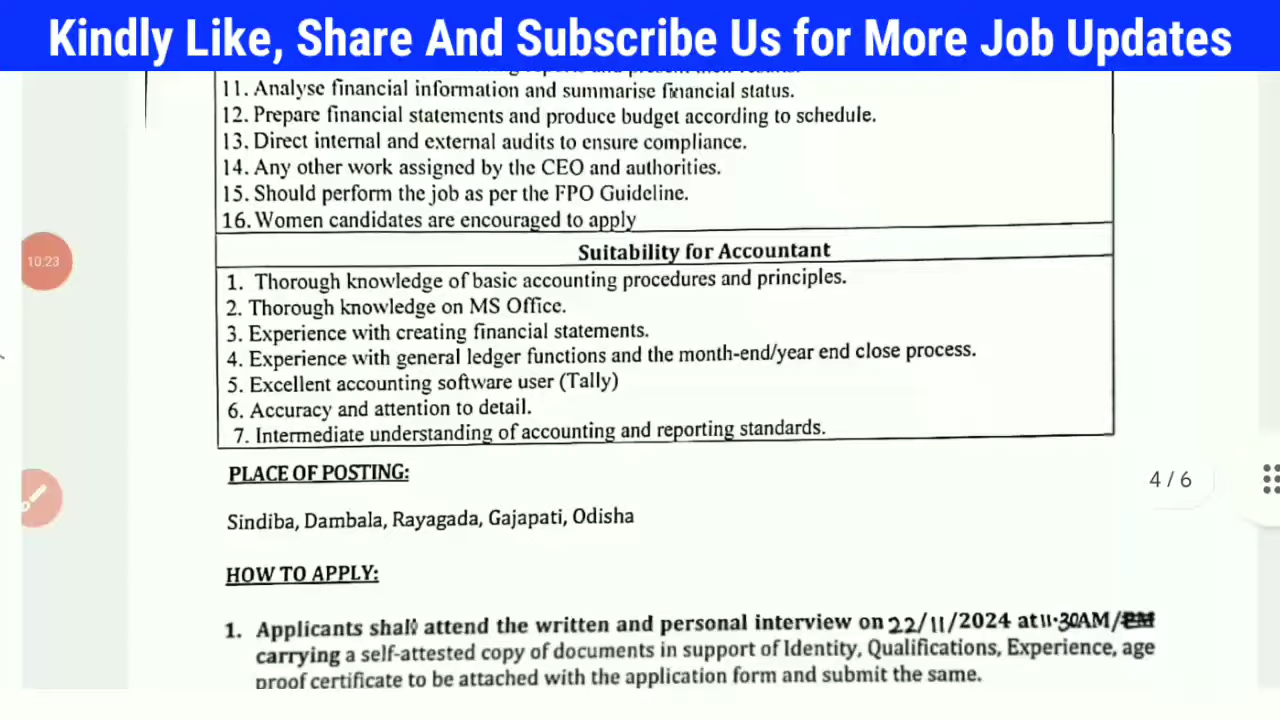 Kindly Like, Share And Subscribe Us for More Job Updates
11. Analyse financial information and summarise financial status.
12. Prepare financial statements and produce budget according to schedule.
13. Direct internal and external audits to ensure compliance.
14. Any other work assigned by the CEO and authorities.
15. Should perform the job as per the FPO Guideline.
16. Women candidates are encouraged to apply
Suitability for Accountant
1. Thorough knowledge of basic accounting procedures and principles.
2. Thorough knowledge on MS Office.
3. Experience with creating financial statements.
4. Experience with general ledger functions and the month-end/year end close process.
5. Excellent accounting software user (Tally)
6. Accuracy and attention to detail.
7. Intermediate understanding of accounting and reporting standards.
10:23
PLACE OF POSTING:
4 / 6
Sindiba, Dambala, Rayagada, Gajapati, Odisha
HOW TO APPLY:
1. Applicants shall attend the written and personal interview on 22/11/2024 at 11.30AM/PM
carrying a self-attested copy of documents in support of Identity, Qualifications, Experience, age
proof certificate to be attached with the application form and submit the same.